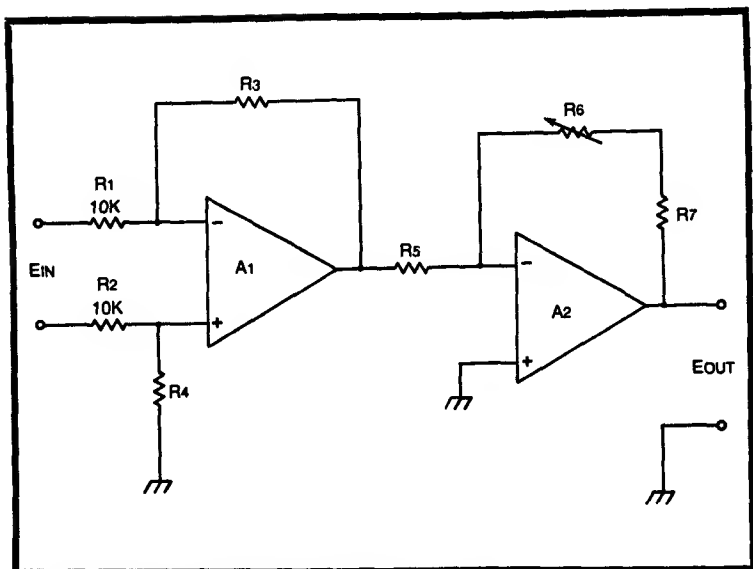 R3
R6
R1
10K
R7
A1
R5
EIN
R2
10K
A2
EOUT
R4
−
+
−
+